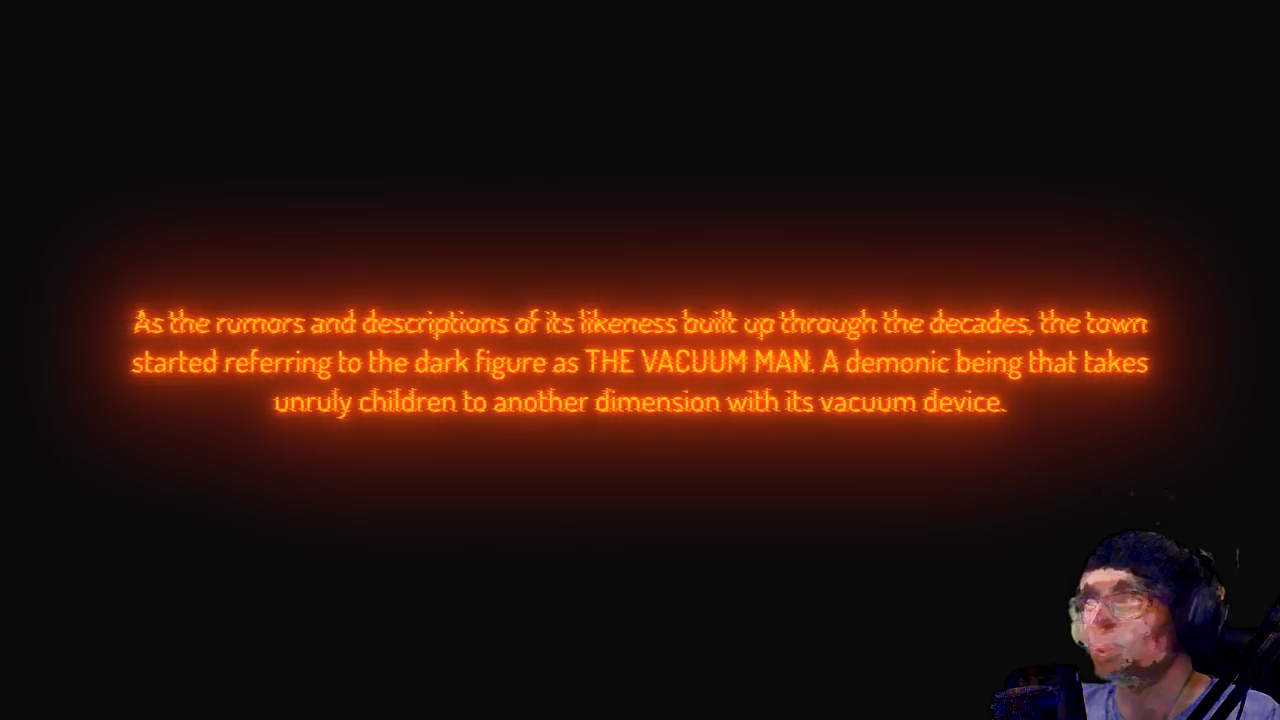 As the rumors and descriptions of its likeness built up through the decades, the town
started referring to the dark figure as THE VACUUM MAN. A demonic being that takes
unruly children to another dimension with its vacuum device.